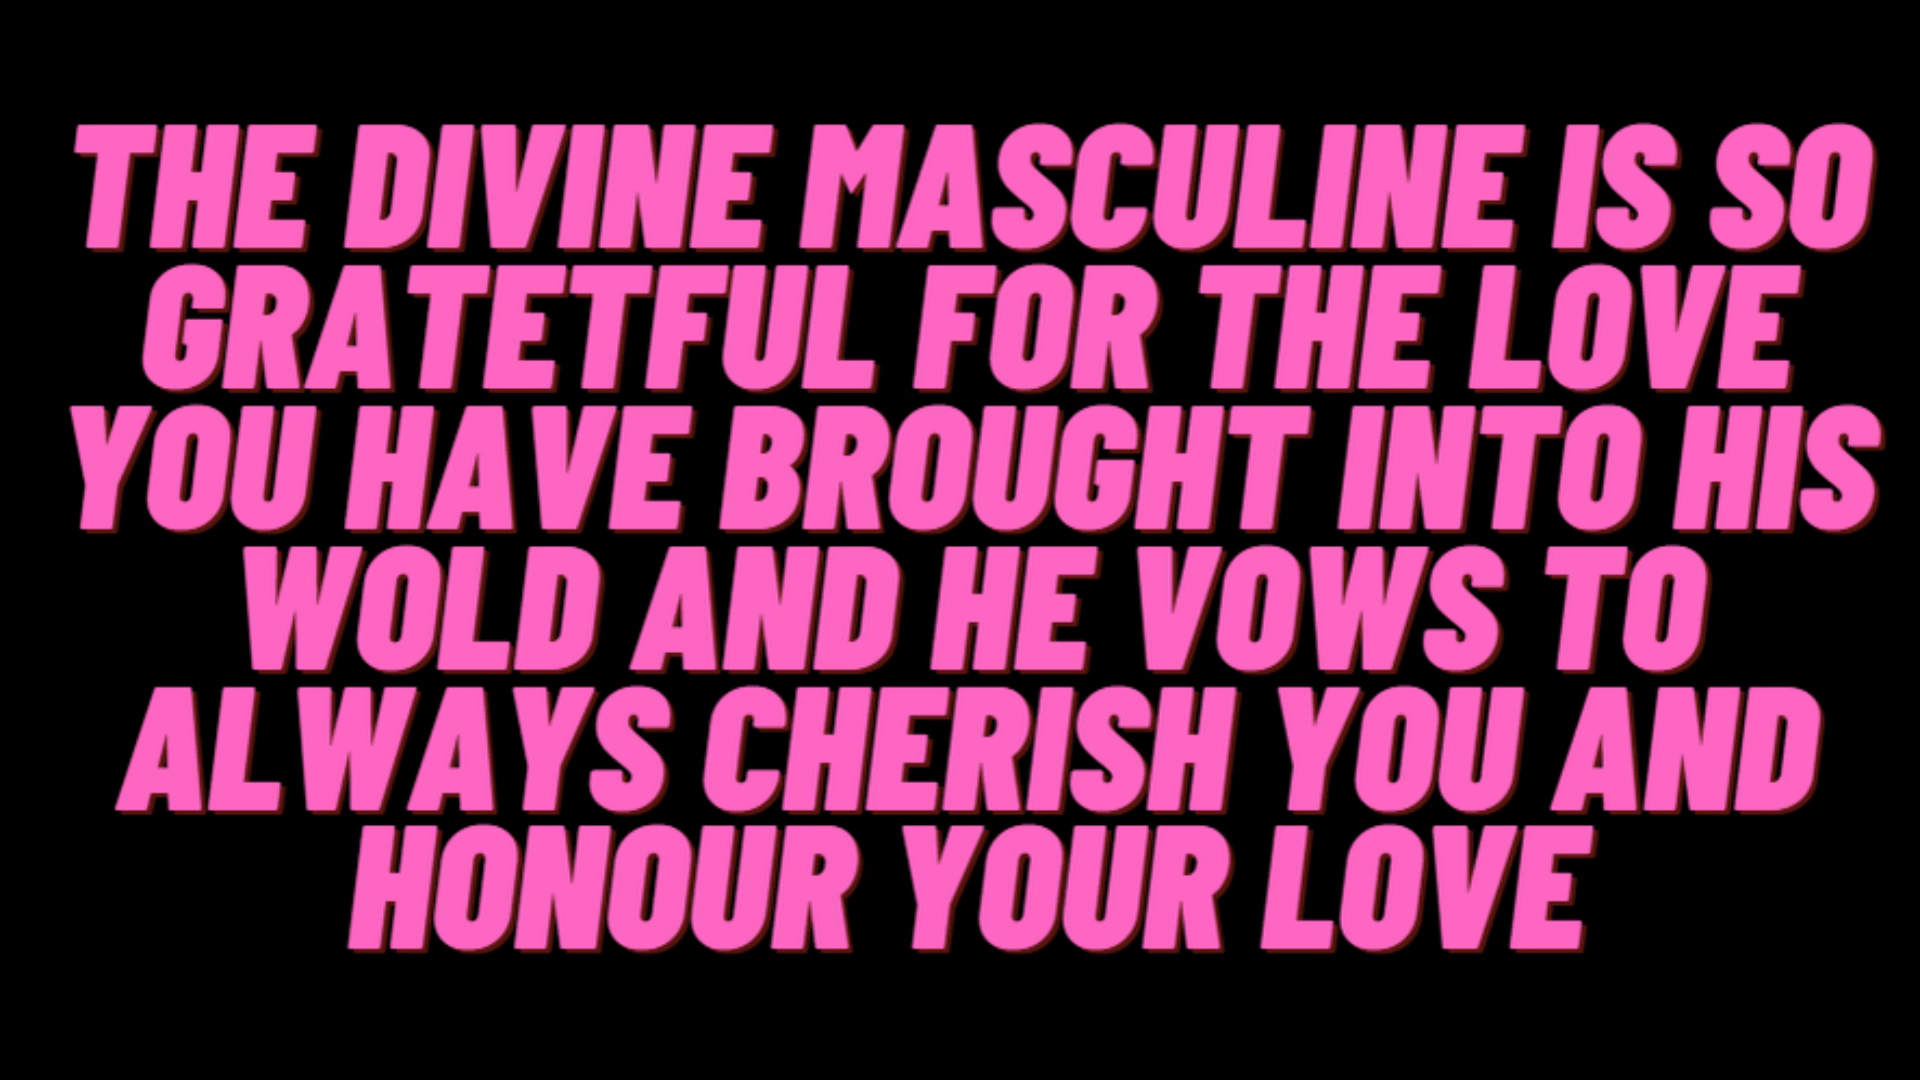 THE DIVINE MASCULINE IS SO
GRATETFUL FOR THE LOVE
YOU HAVE BROUGHT INTO HIS
WOLD AND HE VOWS TO
ALWAYS CHERISH YOU AND
HONOUR YOUR LOVE